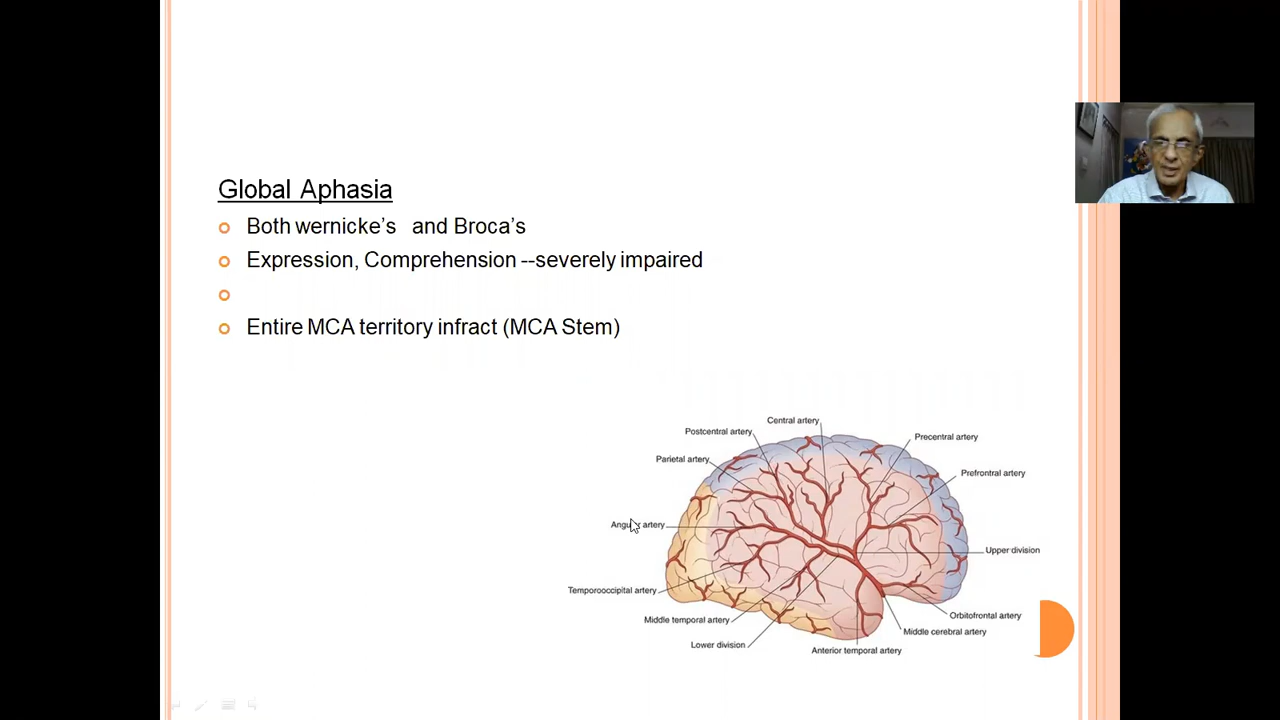 Global Aphasia
Both wernicke's and Broca's
Expression, Comprehension --severely impaired
Entire MCA territory infract (MCA Stem)
Central artery
Postcentral artery
Precentral artery
Parietal artery
Prefrontal artery
artery
Upper division
Temporooccipital artery
Orbitofrontal artery
Middle temporal artery
Middle cerebral artery
Lower division
Anterior temporal artery